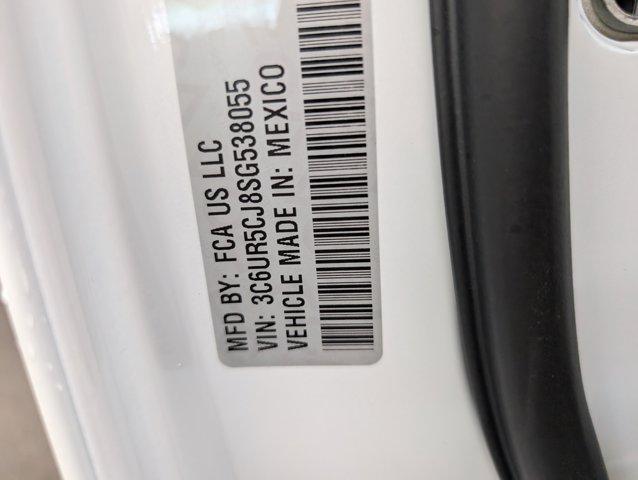 MFD BY: FCA US LLC
VIN: 3C6UR5CJ8SG538055
VEHICLE MADE IN: MEXICO